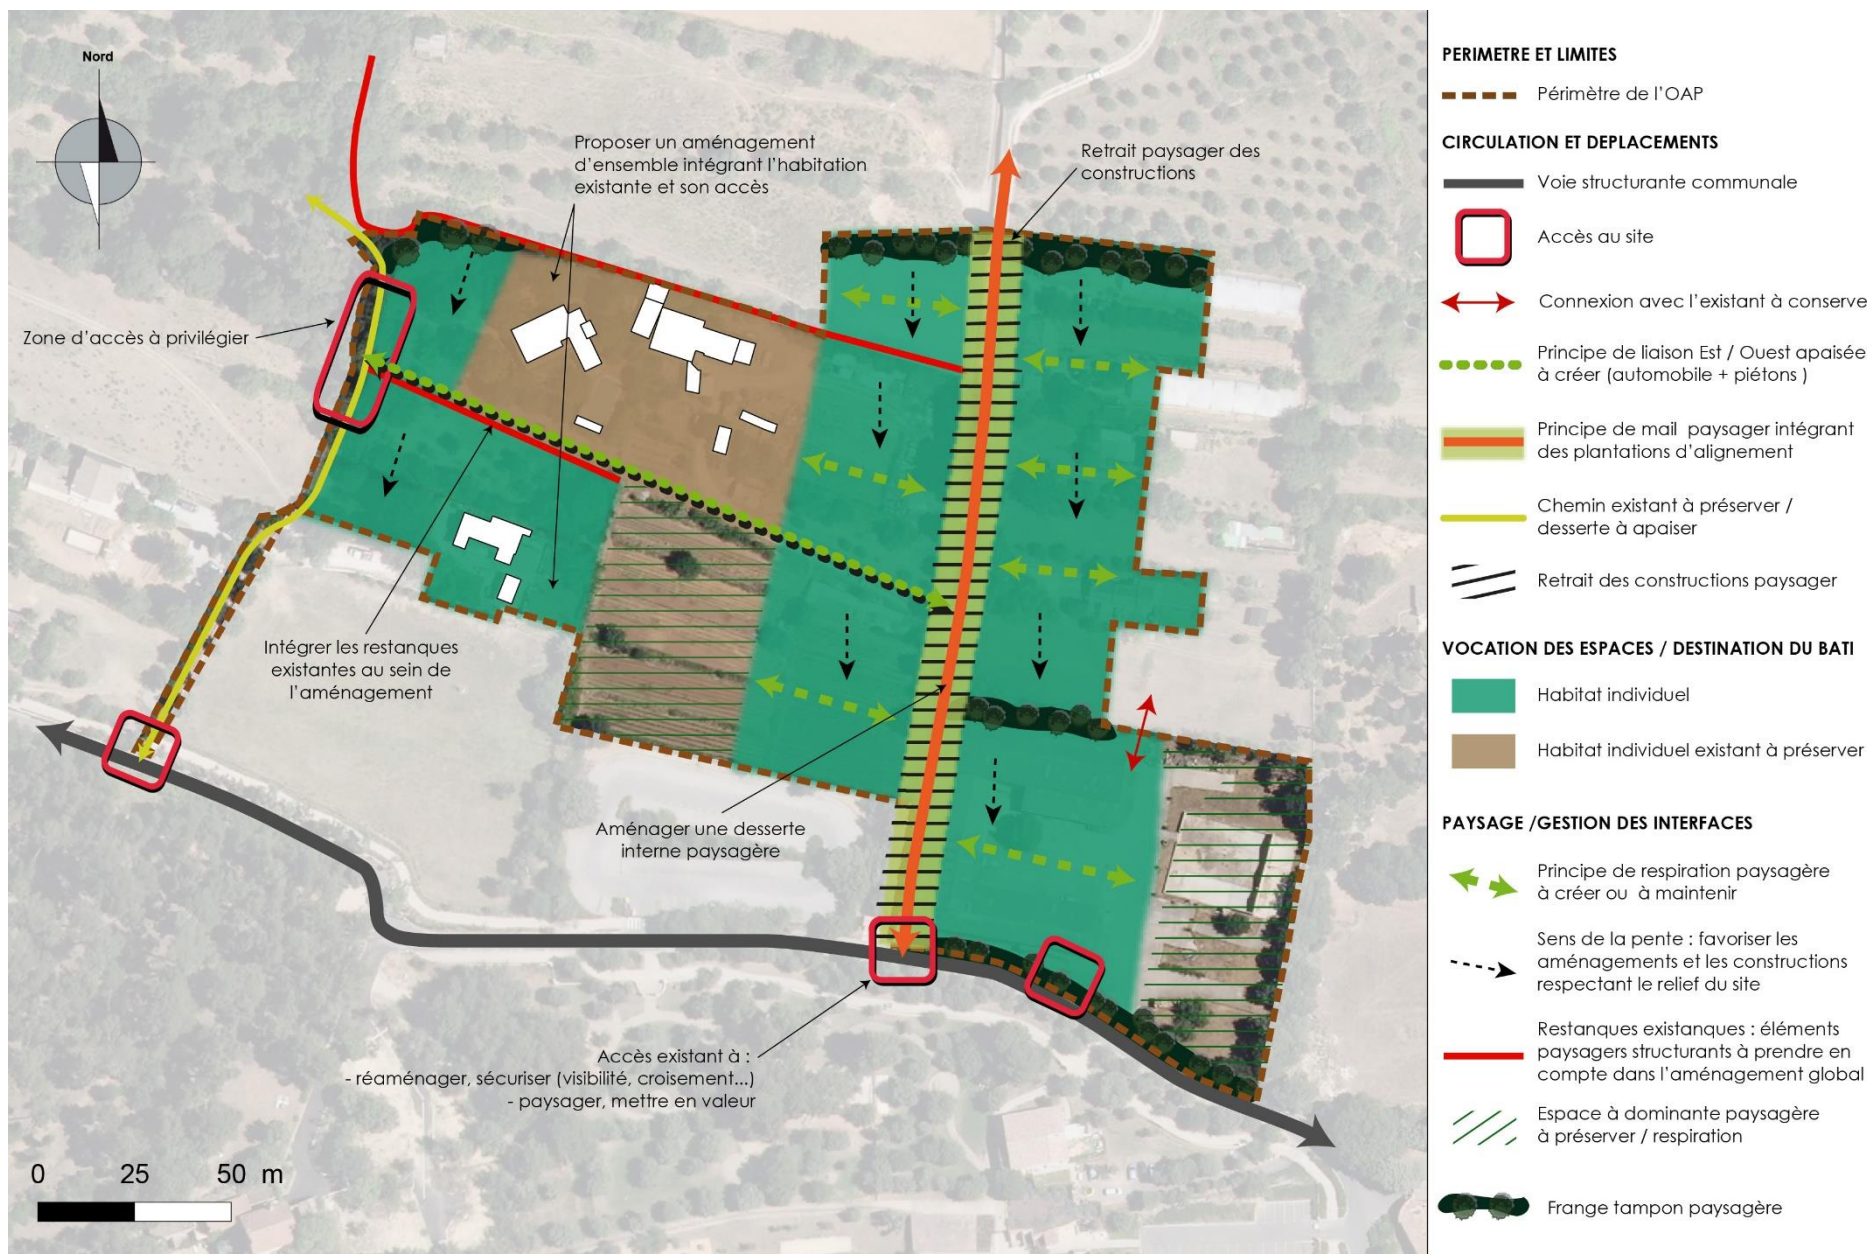 Nord
Proposer un aménagement
d'ensemble intégrant l'habitation
existante et son accès
Retrait paysager des
constructions
Zone d'accès à privilégier
Intégrer les restanques
existantes au sein de
l'aménagement
Aménager une desserte
interne paysagère
Accès existant à :
- réaménager, sécuriser (visibilité, croisement...)
- paysager, mettre en valeur
0 25 50 m
PERIMETRE ET LIMITES
Périmètre de l'OAP
CIRCULATION ET DEPLACEMENTS
Voie structurante communale
Accès au site
Connexion avec l'existant à conserve
Principe de liaison Est / Ouest apaisée
à créer (automobile + piétons )
Principe de mail paysager intégrant
des plantations d'alignement
Chemin existant à préserver /
desserte à apaiser
Retrait des constructions paysager
VOCATION DES ESPACES / DESTINATION DU BATI
Habitat individuel
Habitat individuel existant à préserver
PAYSAGE /GESTION DES INTERFACES
Principe de respiration paysagère
à créer ou à maintenir
Sens de la pente : favoriser les
aménagements et les constructions
respectant le relief du site
Restanques existanques : éléments
paysagers structurants à prendre en
compte dans l'aménagement global
Espace à dominante paysagère
à préserver / respiration
Frange tampon paysagère